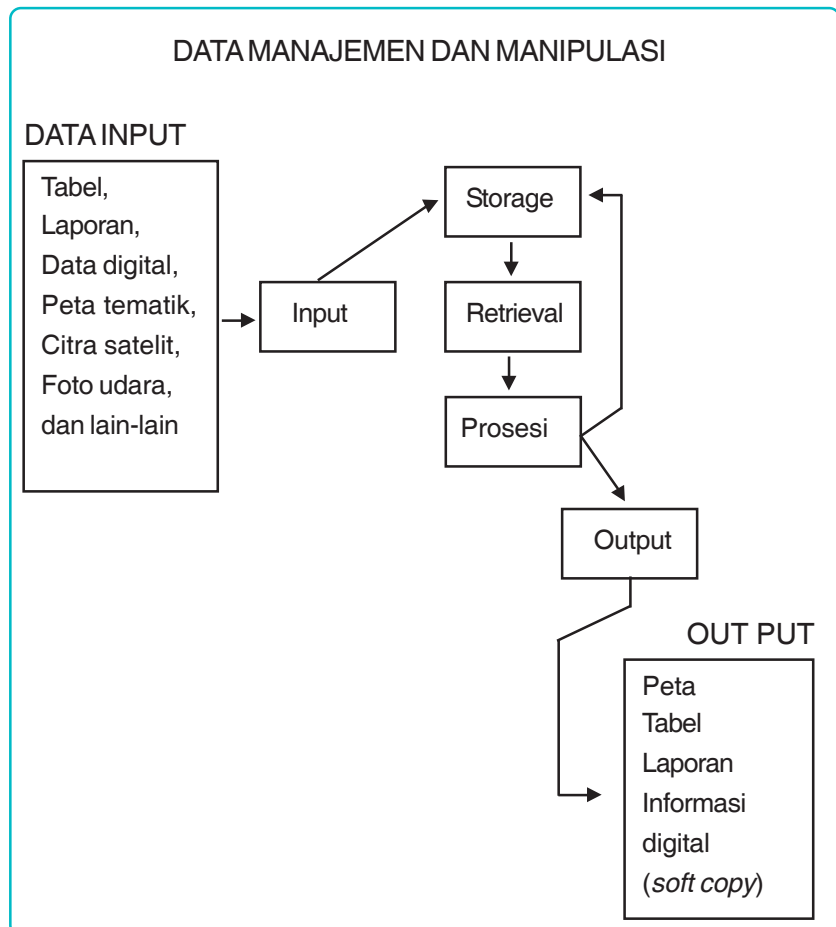 DATA MANAJEMEN DAN MANIPULASI
DATA INPUT
Tabel,
Laporan,
Data digital,
Peta tematik,
Citra satelit,
Foto udara,
dan lain-lain
Input
Storage
Retrieval
Prosesi
Output
OUT PUT
Peta
Tabel
Laporan
Informasi
digital
(soft copy)